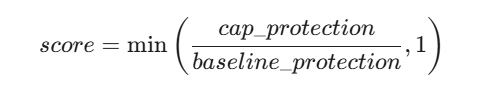 score = min ( cap_protection / baseline_protection , 1 )